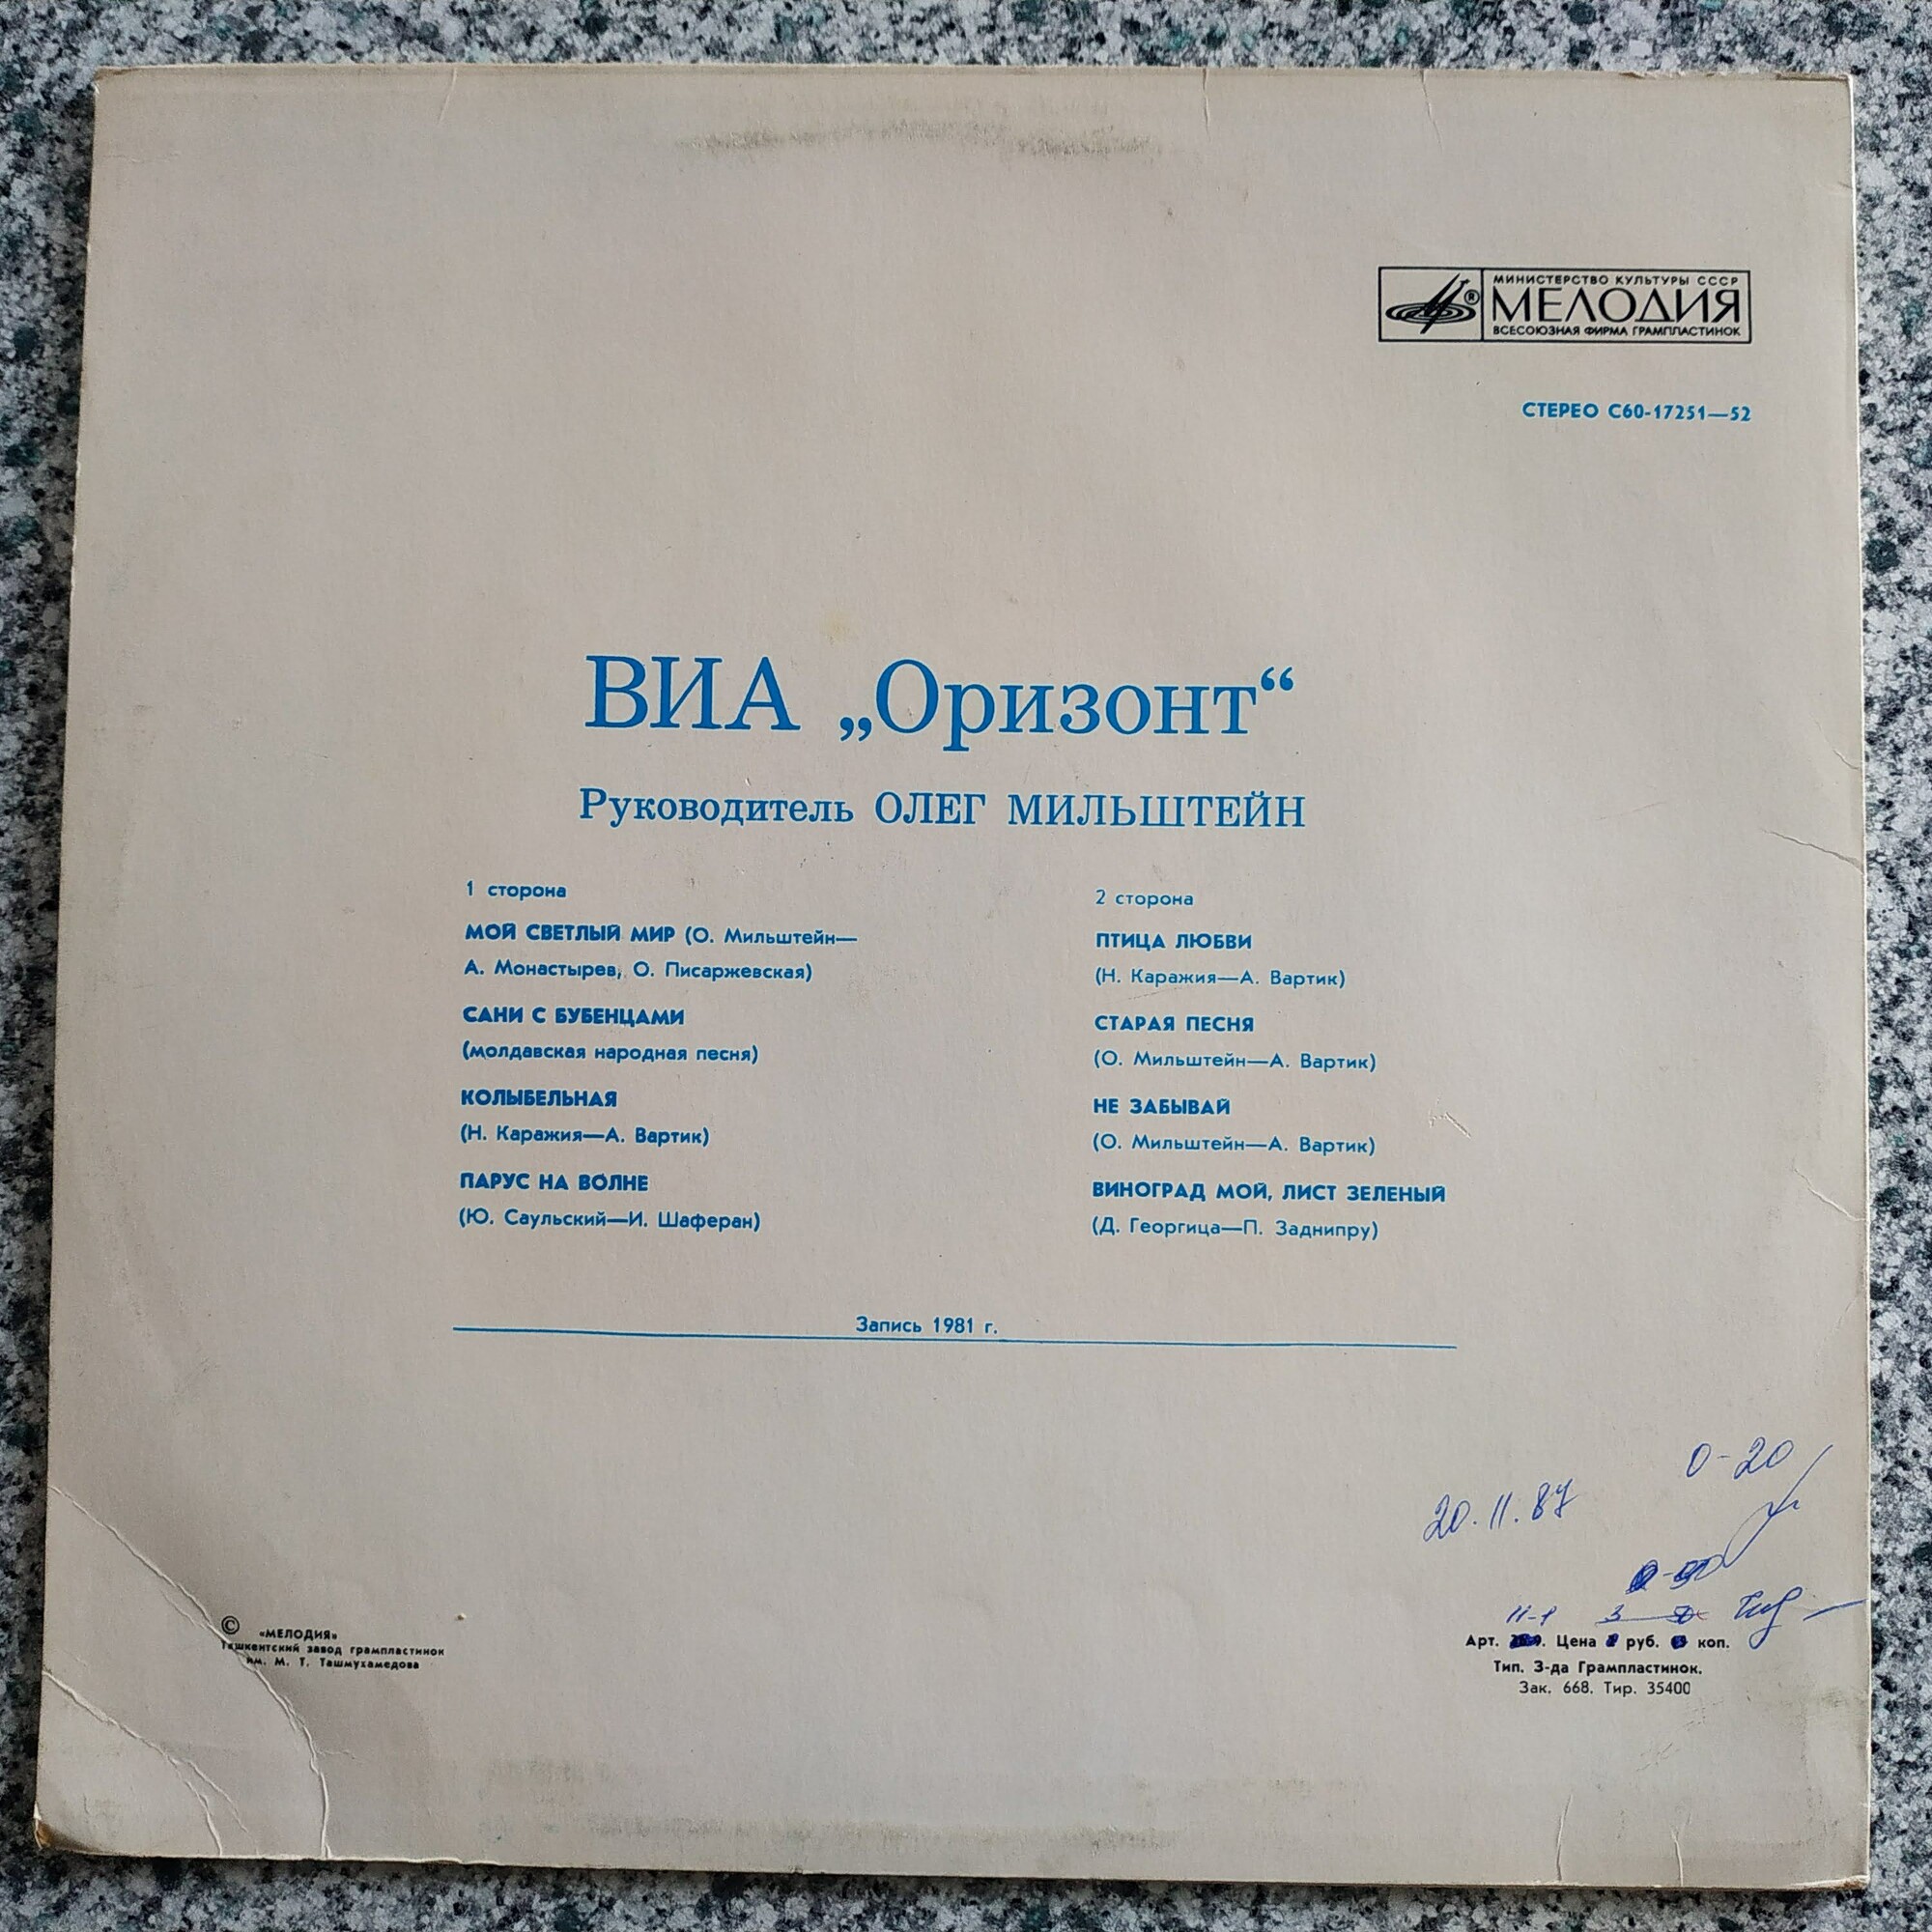 МИНИСТЕРСТВО КУЛЬТУРЫ СССР
® МЕЛОДИЯ
ВСЕСОЮЗНАЯ ФИРМА ГРАМПЛАСТИНОК
СТЕРЕО С60-17251—52
ВИА „Оризонт“
Руководитель ОЛЕГ МИЛЬШТЕЙН
1 сторона
МОЙ СВЕТЛЫЙ МИР (О. Мильштейн—
А. Монастырев, О. Писаржевская)
САНИ С БУБЕНЦАМИ
(молдавская народная песня)
КОЛЫБЕЛЬНАЯ
(Н. Каражия—А. Вартик)
ПАРУС НА ВОЛНЕ
(Ю. Саульский—И. Шаферан)
2 сторона
ПТИЦА ЛЮБВИ
(Н. Каражия—А. Вартик)
СТАРАЯ ПЕСНЯ
(О. Мильштейн—А. Вартик)
НЕ ЗАБЫВАЙ
(О. Мильштейн—А. Вартик)
ВИНОГРАД МОЙ, ЛИСТ ЗЕЛЕНЫЙ
(Д. Георгица—П. Заднипру)
Запись 1981 г.
0-20
20.11.87
© «МЕЛОДИЯ»
Ташкентский завод грампластинок
им. М. Т. Ташмухамедова
Арт. Цена руб. коп.
Тип. З-да Грампластинок.
Зак. 668. Тир. 35400